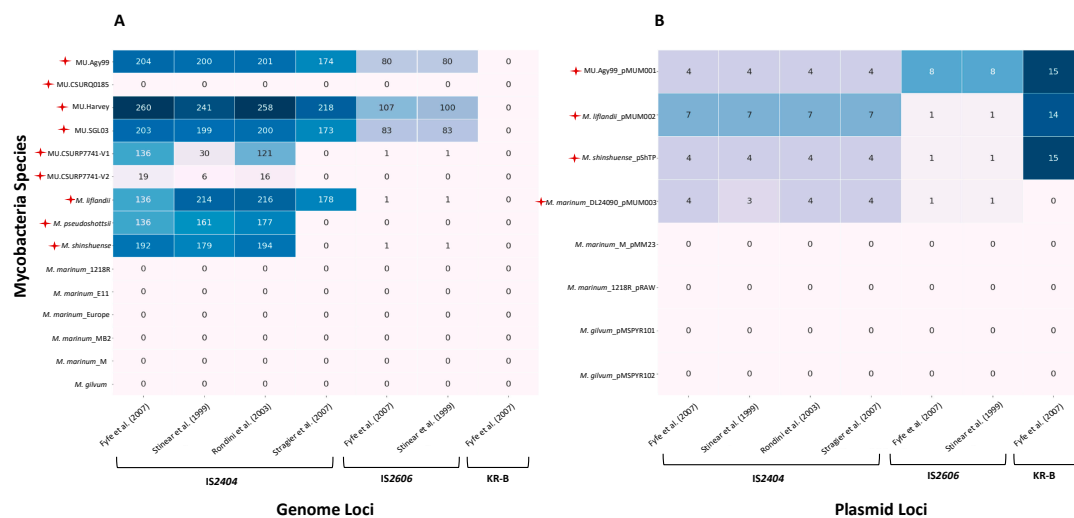 A
B
Mycobacteria Species
MU.Agy99 204 200 201 174 80 80 0
MU.CSURQ0185 0 0 0 0 0 0 0
MU.Harvey 260 241 258 218 107 100 0
MU.SGL03 203 199 200 173 83 83 0
MU.CSURP7741-V1 136 30 121 0 1 1 0
MU.CSURP7741-V2 19 6 16 0 0 0 0
M. liflandii 136 214 216 178 1 1 0
M. pseudoshottsii 136 161 177 0 0 0 0
M. shinshuense 192 179 194 0 1 1 0
M. marinum_1218R 0 0 0 0 0 0 0
M. marinum_E11 0 0 0 0 0 0 0
M. marinum_Europe 0 0 0 0 0 0 0
M. marinum_MB2 0 0 0 0 0 0 0
M. marinum_M 0 0 0 0 0 0 0
M. gilvum 0 0 0 0 0 0 0
Fyfe et al. (2007) Stinear et al. (1999) Rondini et al. (2003) Stragier et al. (2007) Fyfe et al. (2007) Stinear et al. (1999) Fyfe et al. (2007)
IS2404 IS2606 KR-B
Genome Loci
MU.Agy99_pMUM001 4 4 4 4 8 8 15
M. liflandii_pMUM002 7 7 7 7 1 1 14
M. shinshuense_pShTP 4 4 4 4 1 1 15
M. marinum_DL24090_pMUM003 4 3 4 4 1 1 0
M. marinum_M_pMM23 0 0 0 0 0 0 0
M. marinum_1218R_pRAW 0 0 0 0 0 0 0
M. gilvum_pMSPYR101 0 0 0 0 0 0 0
M. gilvum_pMSPYR102 0 0 0 0 0 0 0
Fyfe et al. (2007) Stinear et al. (1999) Rondini et al. (2003) Stragier et al. (2007) Fyfe et al. (2007) Stinear et al. (1999) Fyfe et al. (2007)
IS2404 IS2606 KR-B
Plasmid Loci